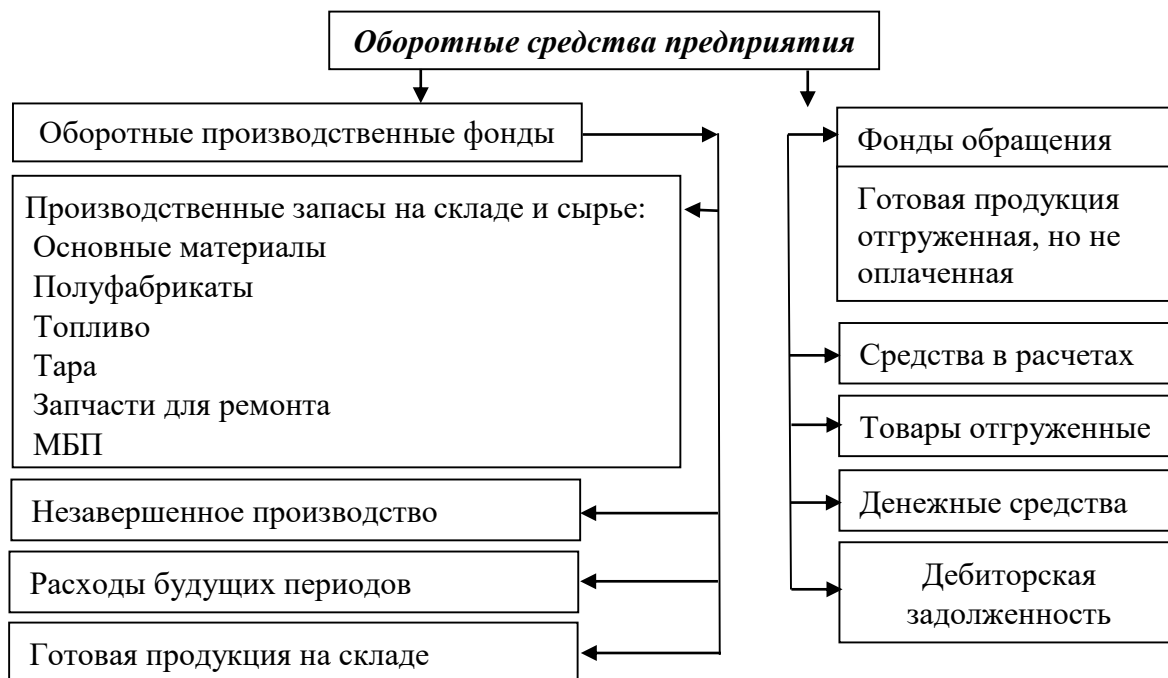 Оборотные средства предприятия
Оборотные производственные фонды
Производственные запасы на складе и сырье:
Основные материалы
Полуфабрикаты
Топливо
Тара
Запчасти для ремонта
МБП
Незавершенное производство
Расходы будущих периодов
Готовая продукция на складе
Фонды обращения
Готовая продукция
отгруженная, но не
оплаченная
Средства в расчетах
Товары отгруженные
Денежные средства
Дебиторская
задолженность